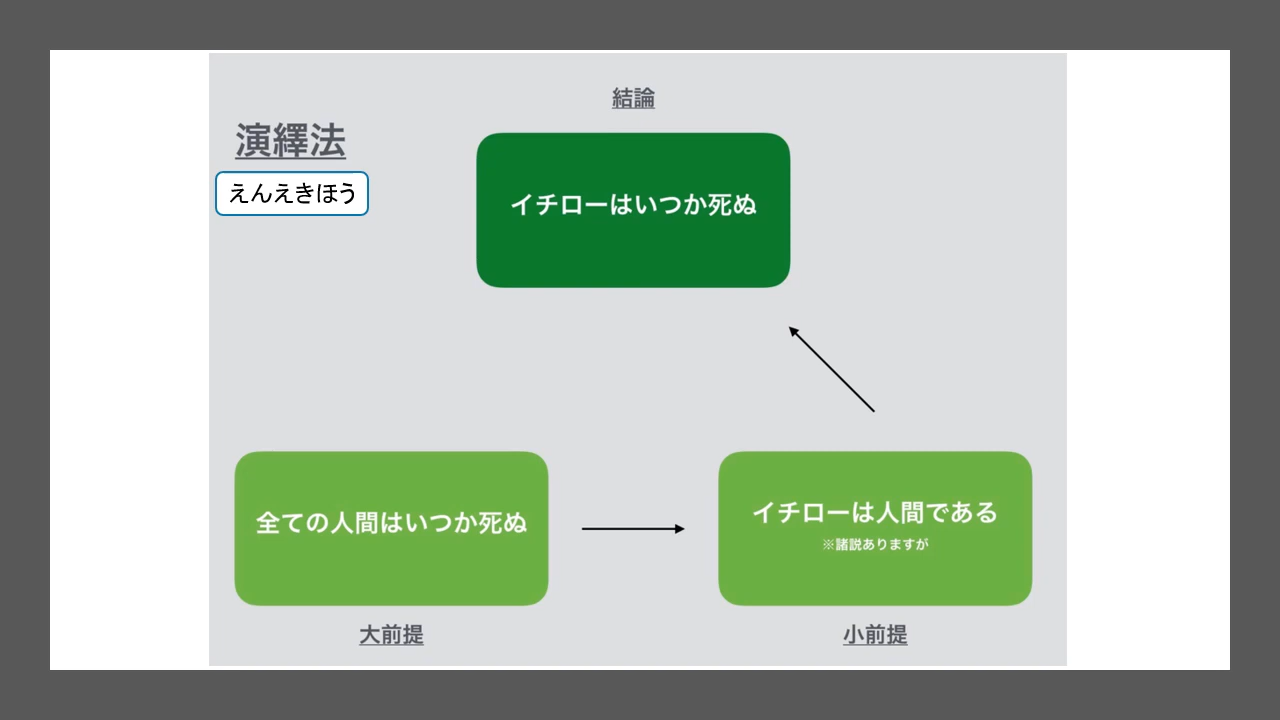 結論
演繹法
えんえきほう
イチローはいつか死ぬ
全ての人間はいつか死ぬ
イチローは人間である
※諸説ありますが
大前提
小前提